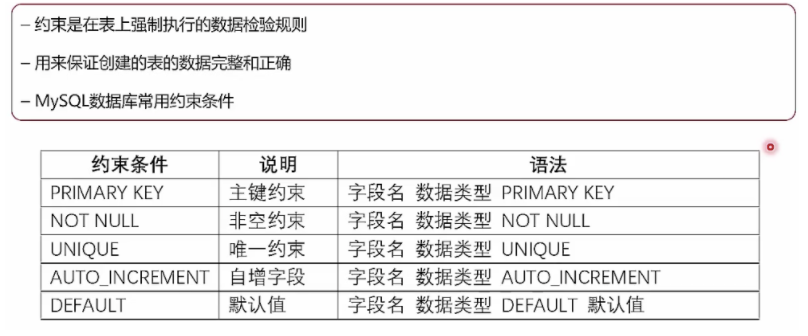 – 约束是在表上强制执行的数据检验规则
– 用来保证创建的表的数据完整和正确
– MySQL数据库常用约束条件
约束条件 说明 语法
PRIMARY KEY 主键约束 字段名 数据类型 PRIMARY KEY
NOT NULL 非空约束 字段名 数据类型 NOT NULL
UNIQUE 唯一约束 字段名 数据类型 UNIQUE
AUTO_INCREMENT 自增字段 字段名 数据类型 AUTO_INCREMENT
DEFAULT 默认值 字段名 数据类型 DEFAULT 默认值